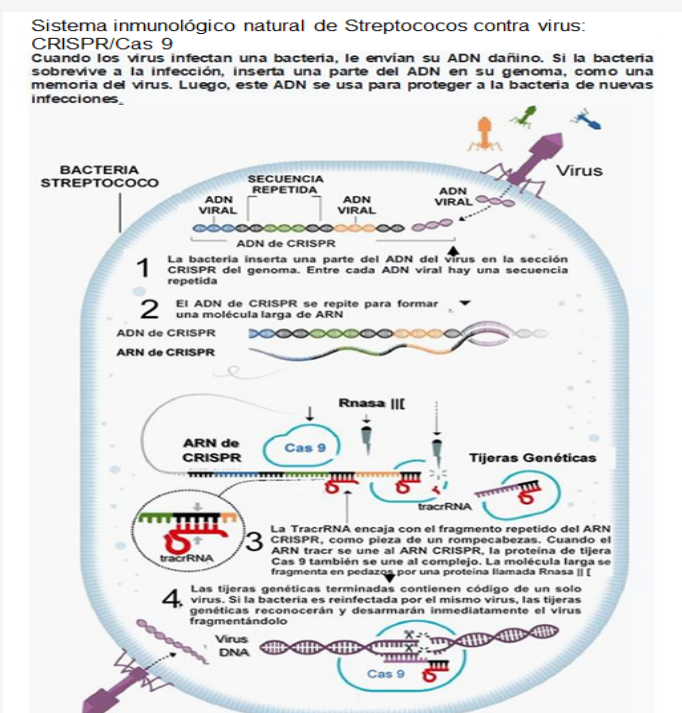 Sistema inmunológico natural de Streptococos contra virus:
CRISPR/Cas 9
Cuando los virus infectan una bacteria, le envían su ADN dañino. Si la bacteria
sobrevive a la infección, inserta una parte del ADN en su genoma, como una
memoria del virus. Luego, este ADN se usa para proteger a la bacteria de nuevas
infecciones.
Virus
BACTERIA
STREPTOCOCO
SECUENCIA
REPETIDA
ADN
VIRAL
ADN
VIRAL
ADN
VIRAL
ADN de CRISPR
1
La bacteria inserta una parte del ADN del virus en la sección
CRISPR del genoma. Entre cada ADN viral hay una secuencia
repetida
2
El ADN de CRISPR se repite para formar
una molécula larga de ARN
ADN de CRISPR
ARN de CRISPR
Rnasa ||[
ARN de
CRISPR
Cas 9
Tijeras Genéticas
tracrRNA
tracrRNA
3
La TracrRNA encaja con el fragmento repetido del ARN
CRISPR, como pieza de un rompecabezas. Cuando el
ARN tracr se une al ARN CRISPR, la proteína de tijera
Cas 9 también se une al complejo. La molécula larga se
fragmenta en pedazos por una proteína llamada Rnasa || [
4.
Las tijeras genéticas terminadas contienen código de un solo
virus. Si la bacteria es reinfectada por el mismo virus, las tijeras
genéticas reconocerán y desarmarán inmediatamente el virus
fragmentándolo
Virus
DNA
Cas 9